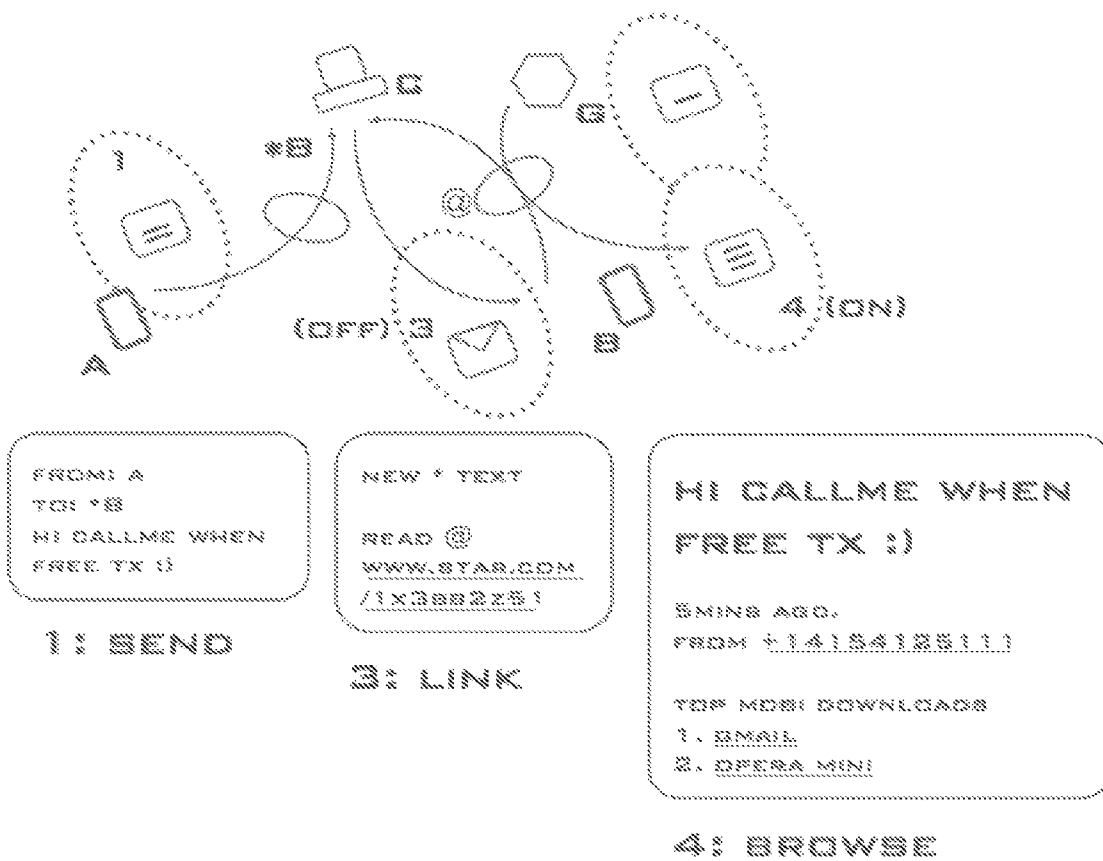 C
G
*B
1
@
4 (ON)
(OFF) 3
B
A
FROM: A
TO: *B
HI CALLME WHEN
FREE TX :)
1: SEND
NEW * TEXT
READ @
WWW.STAR.COM
/1X3SS2Z51
3: LINK
HI CALLME WHEN
FREE TX :)
5MINS AGO.
FROM +14154125111
TOP MOBI DOWNLOADS
1. GMAIL
2. OPERA MINI
4: BROWSE